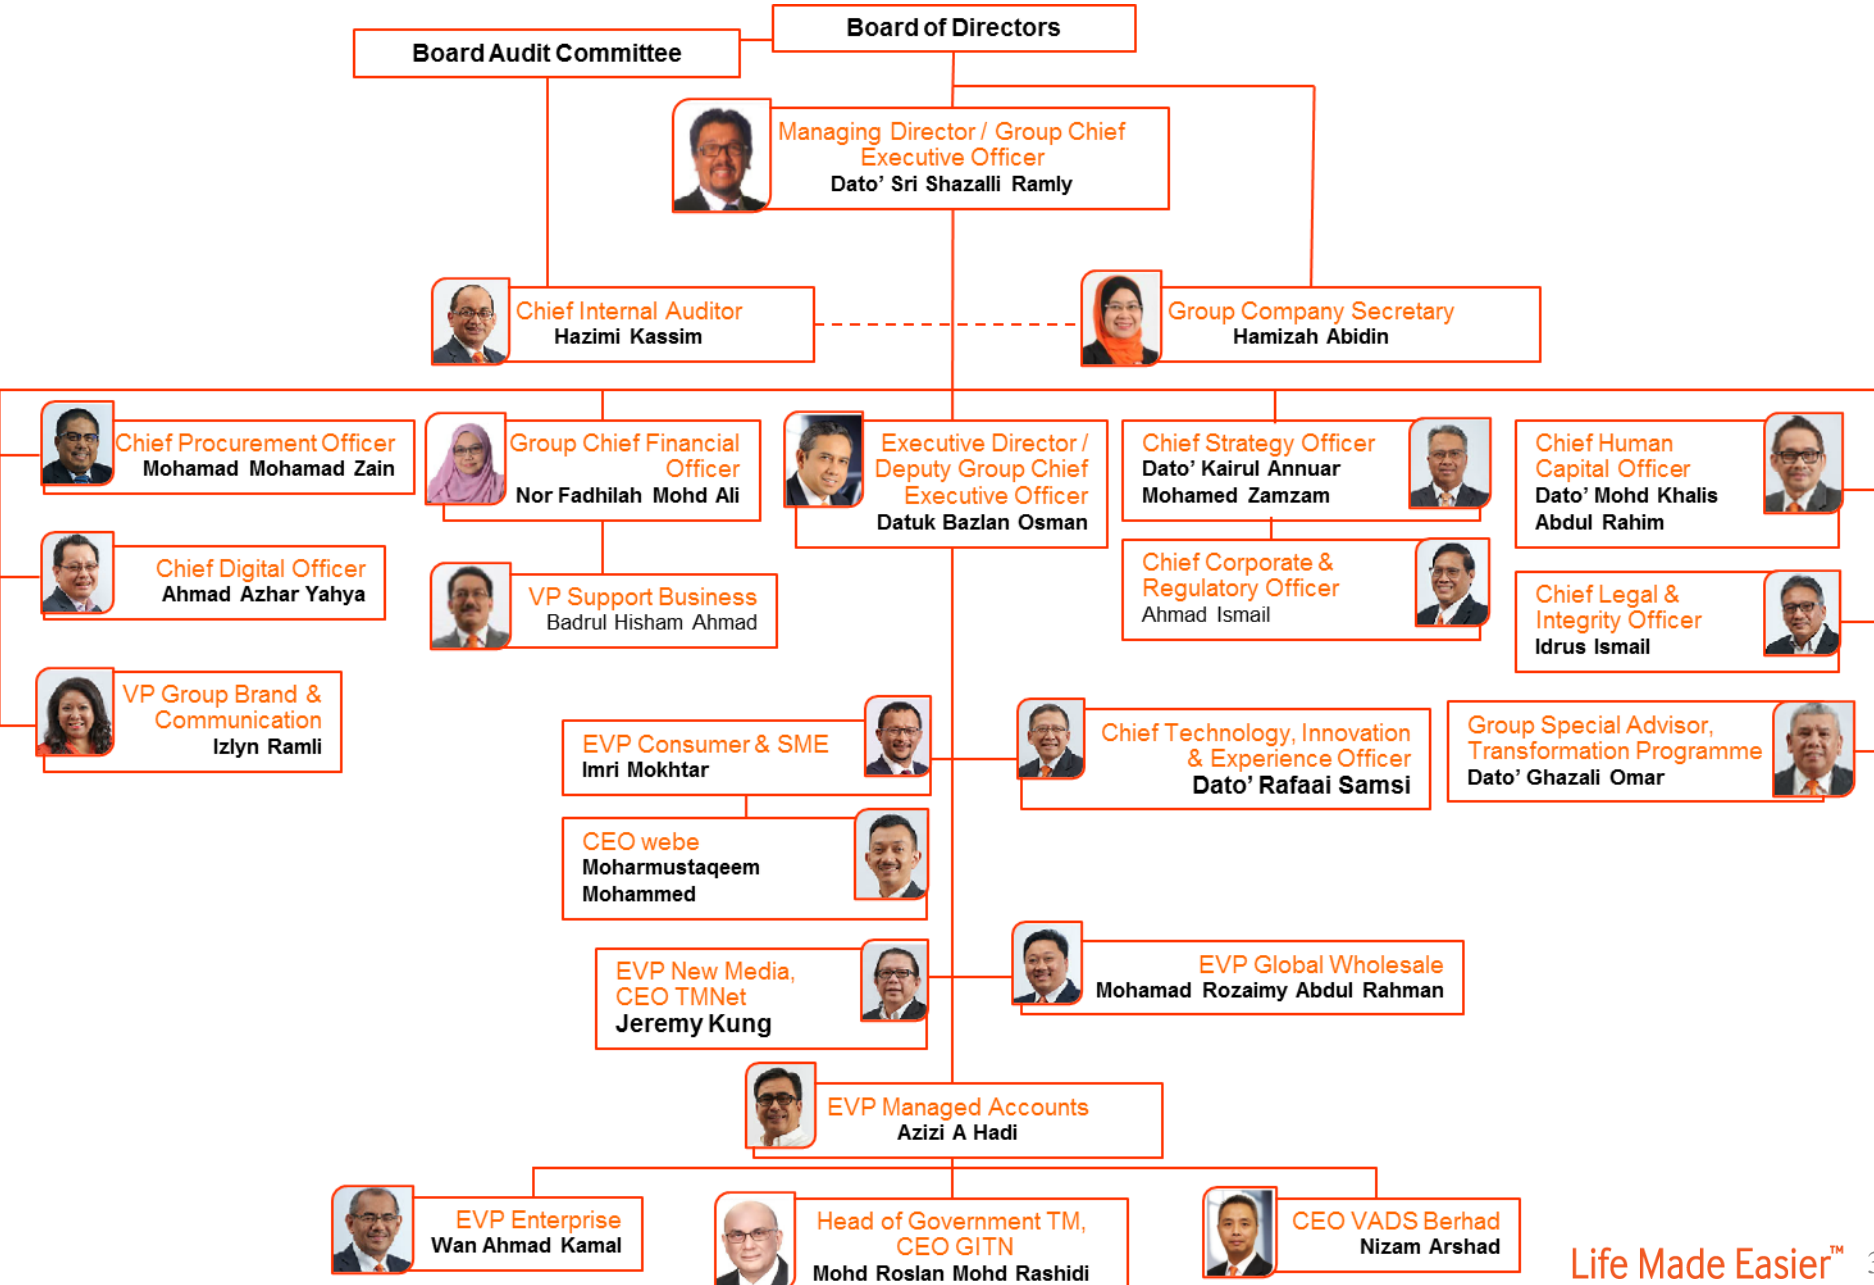 Board of Directors
Board Audit Committee
Managing Director / Group Chief
Executive Officer
Dato’ Sri Shazalli Ramly
Chief Internal Auditor
Hazimi Kassim
Group Company Secretary
Hamizah Abidin
Chief Procurement Officer
Mohamad Mohamad Zain
Group Chief Financial
Officer
Nor Fadhilah Mohd Ali
Executive Director /
Deputy Group Chief
Executive Officer
Datuk Bazlan Osman
Chief Strategy Officer
Dato’ Kairul Annuar
Mohamed Zamzam
Chief Human
Capital Officer
Dato’ Mohd Khalis
Abdul Rahim
Chief Digital Officer
Ahmad Azhar Yahya
VP Support Business
Badrul Hisham Ahmad
Chief Corporate &
Regulatory Officer
Ahmad Ismail
Chief Legal &
Integrity Officer
Idrus Ismail
VP Group Brand &
Communication
Izlyn Ramli
EVP Consumer & SME
Imri Mokhtar
Chief Technology, Innovation
& Experience Officer
Dato’ Rafaai Samsi
Group Special Advisor,
Transformation Programme
Dato’ Ghazali Omar
CEO webe
Moharmustaqeem
Mohammed
EVP New Media,
CEO TMNet
Jeremy Kung
EVP Global Wholesale
Mohamad Rozaimy Abdul Rahman
EVP Managed Accounts
Azizi A Hadi
EVP Enterprise
Wan Ahmad Kamal
Head of Government TM,
CEO GITN
Mohd Roslan Mohd Rashidi
CEO VADS Berhad
Nizam Arshad
Life Made Easier™